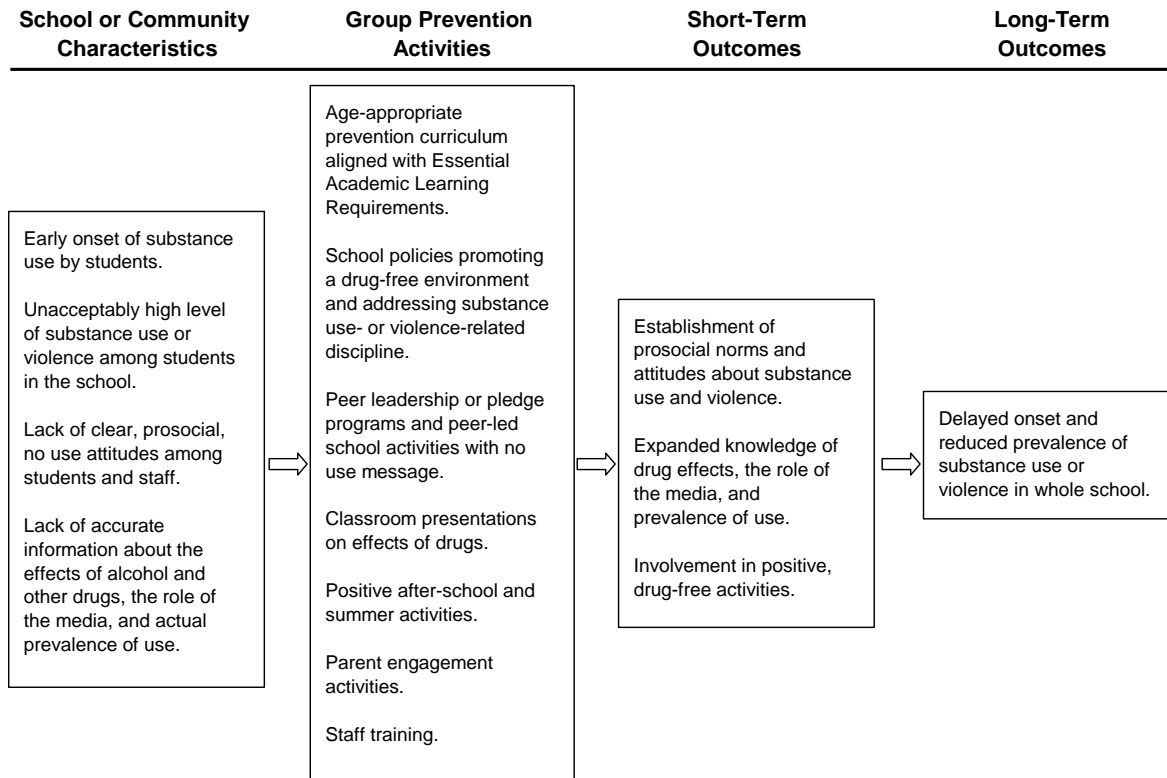 School or Community
Characteristics
Group Prevention
Activities
Short-Term
Outcomes
Long-Term
Outcomes
Early onset of substance
use by students.
Unacceptably high level
of substance use or
violence among students
in the school.
Lack of clear, prosocial,
no use attitudes among
students and staff.
Lack of accurate
information about the
effects of alcohol and
other drugs, the role of
the media, and actual
prevalence of use.
Age-appropriate
prevention curriculum
aligned with Essential
Academic Learning
Requirements.
School policies promoting
a drug-free environment
and addressing substance
use- or violence-related
discipline.
Peer leadership or pledge
programs and peer-led
school activities with no
use message.
Classroom presentations
on effects of drugs.
Positive after-school and
summer activities.
Parent engagement
activities.
Staff training.
Establishment of
prosocial norms and
attitudes about substance
use and violence.
Expanded knowledge of
drug effects, the role of
the media, and
prevalence of use.
Involvement in positive,
drug-free activities.
Delayed onset and
reduced prevalence of
substance use or
violence in whole school.